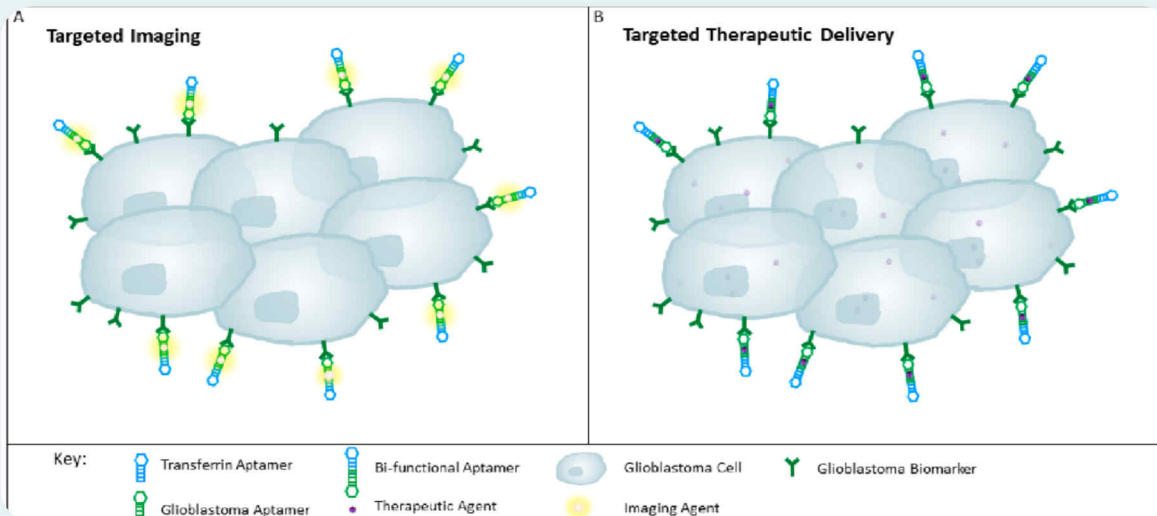 A
Targeted Imaging
B
Targeted Therapeutic Delivery
Key:
Transferrin Aptamer
Bi-functional Aptamer
Glioblastoma Cell
Glioblastoma Biomarker
Glioblastoma Aptamer
Therapeutic Agent
Imaging Agent